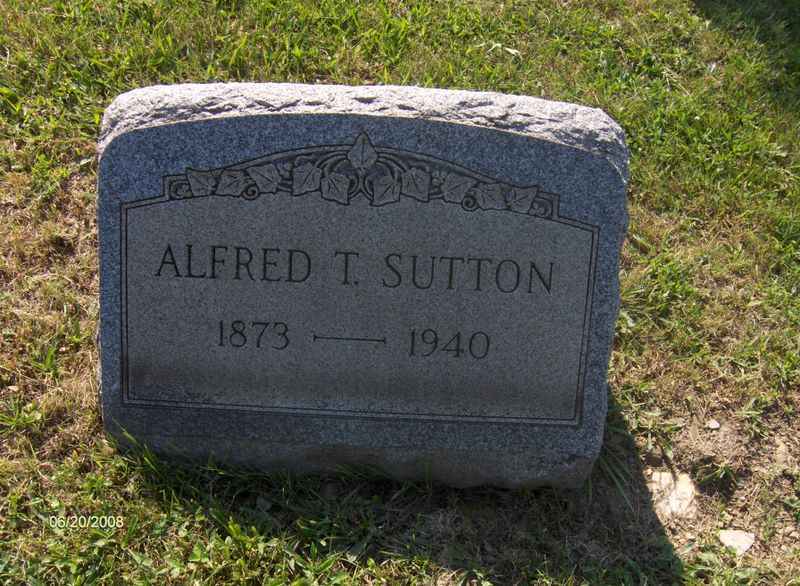 ALFRED T. SUTTON
1873 — 1940
06/20/2008